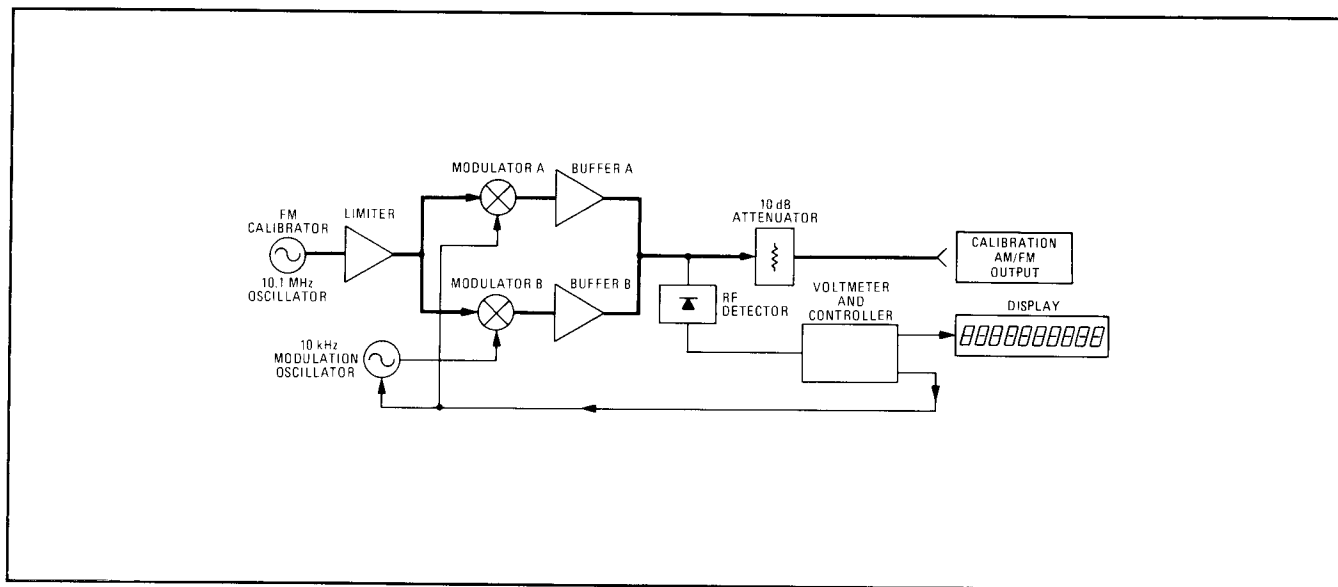 MODULATOR A
BUFFER A
FM
CALIBRATOR
10.1 MHz
OSCILLATOR
LIMITER
10 dB
ATTENUATOR
CALIBRATION
AM/FM
OUTPUT
MODULATOR B
BUFFER B
RF
DETECTOR
VOLTMETER
AND
CONTROLLER
DISPLAY
8888888888
10 kHz
MODULATION
OSCILLATOR